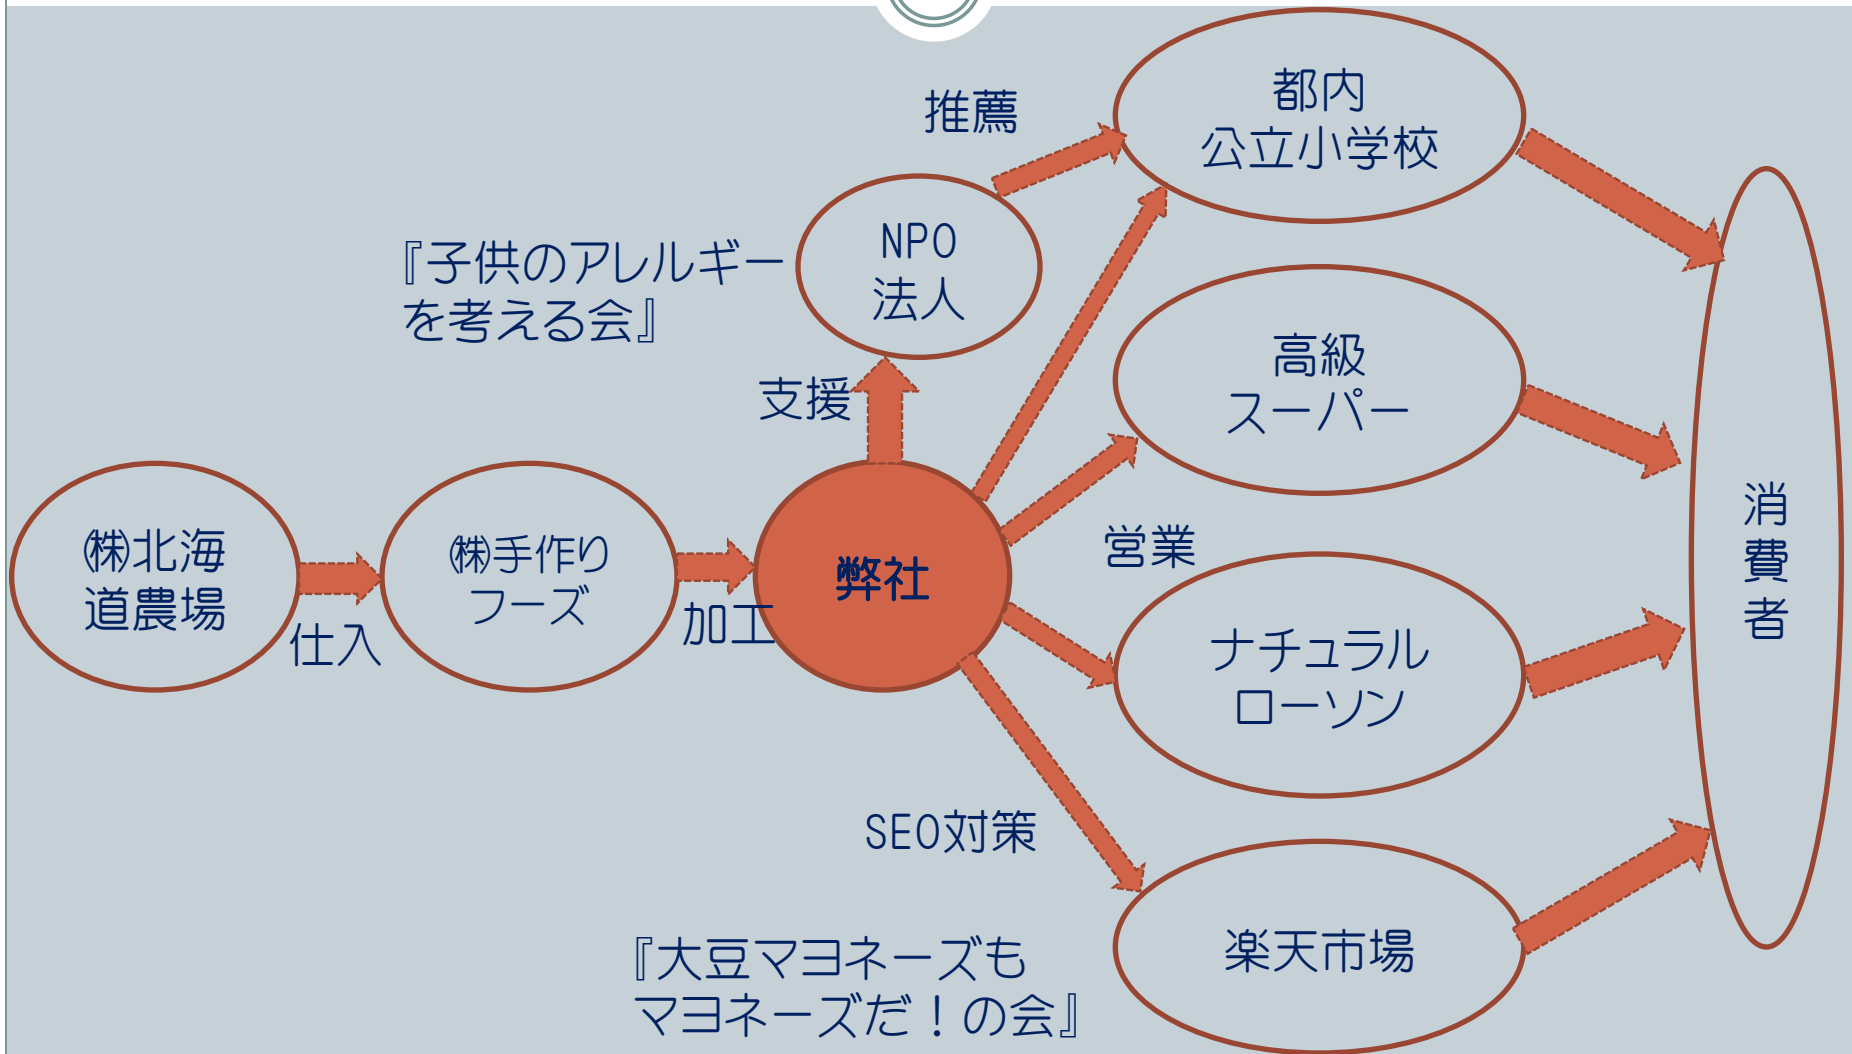 推薦
都内
公立小学校
『子供のアレルギー
を考える会』
NPO
法人
支援
高級
スーパー
㈱北海
道農場
仕入
㈱手作り
フーズ
加工
弊社
営業
ナチュラル
ローソン
消
費
者
SEO対策
『大豆マヨネーズも
マヨネーズだ！の会』
楽天市場